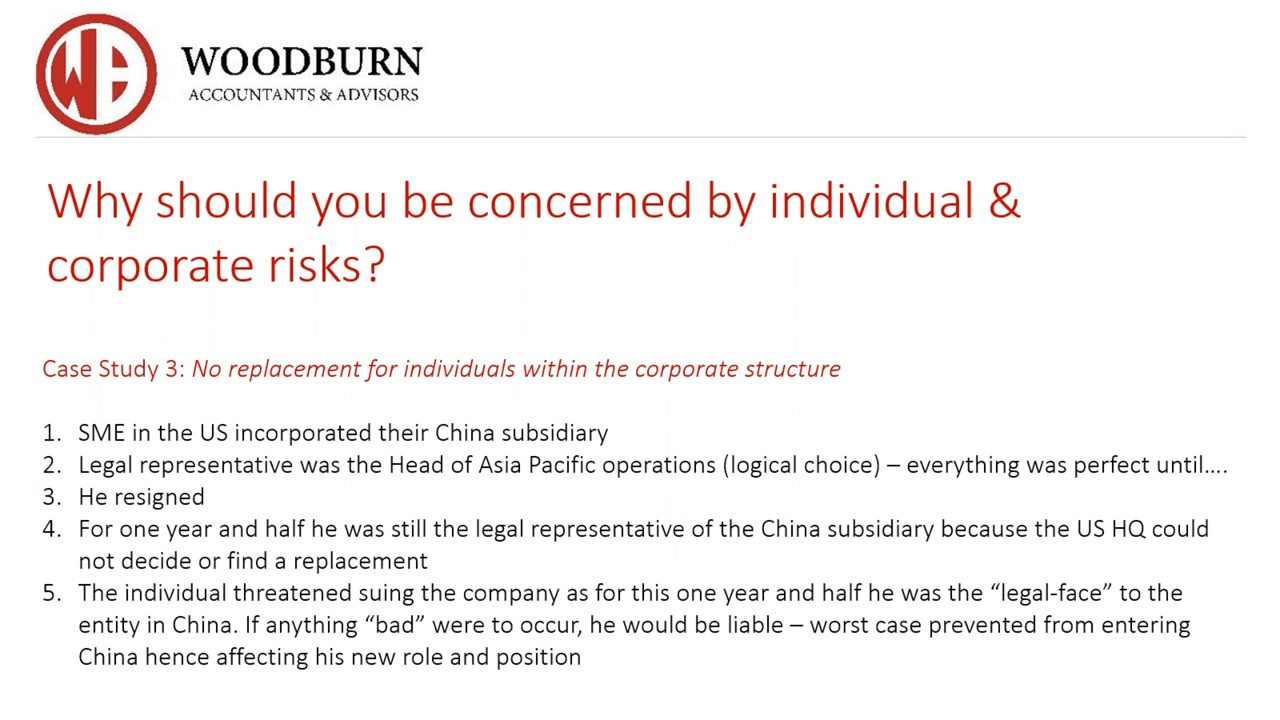 WOODBURN
ACCOUNTANTS & ADVISORS
Why should you be concerned by individual &
corporate risks?
Case Study 3: No replacement for individuals within the corporate structure
1. SME in the US incorporated their China subsidiary
2. Legal representative was the Head of Asia Pacific operations (logical choice) – everything was perfect until....
3. He resigned
4. For one year and half he was still the legal representative of the China subsidiary because the US HQ could
not decide or find a replacement
5. The individual threatened suing the company as for this one year and half he was the “legal-face” to the
entity in China. If anything “bad” were to occur, he would be liable – worst case prevented from entering
China hence affecting his new role and position